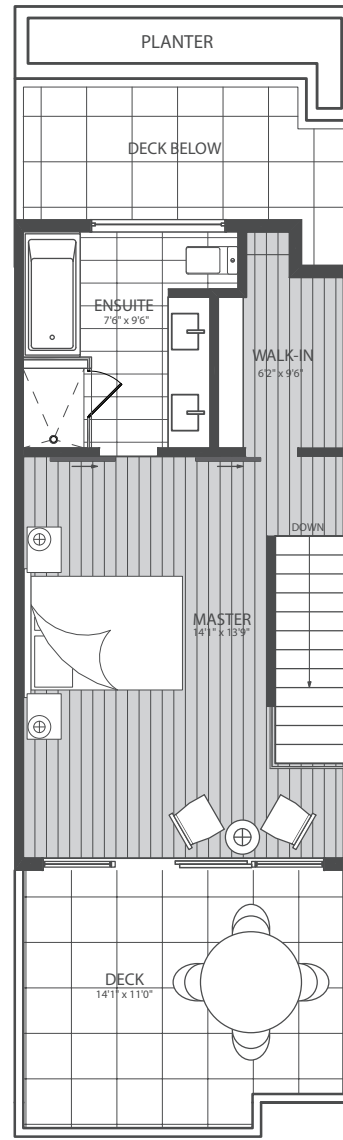 PLANTER
DECK BELOW
ENSUITE
7'6" x 9'6"
WALK-IN
6'2" x 9'6"
DOWN
MASTER
14'1" x 13'9"
DECK
14'1" x 11'0"